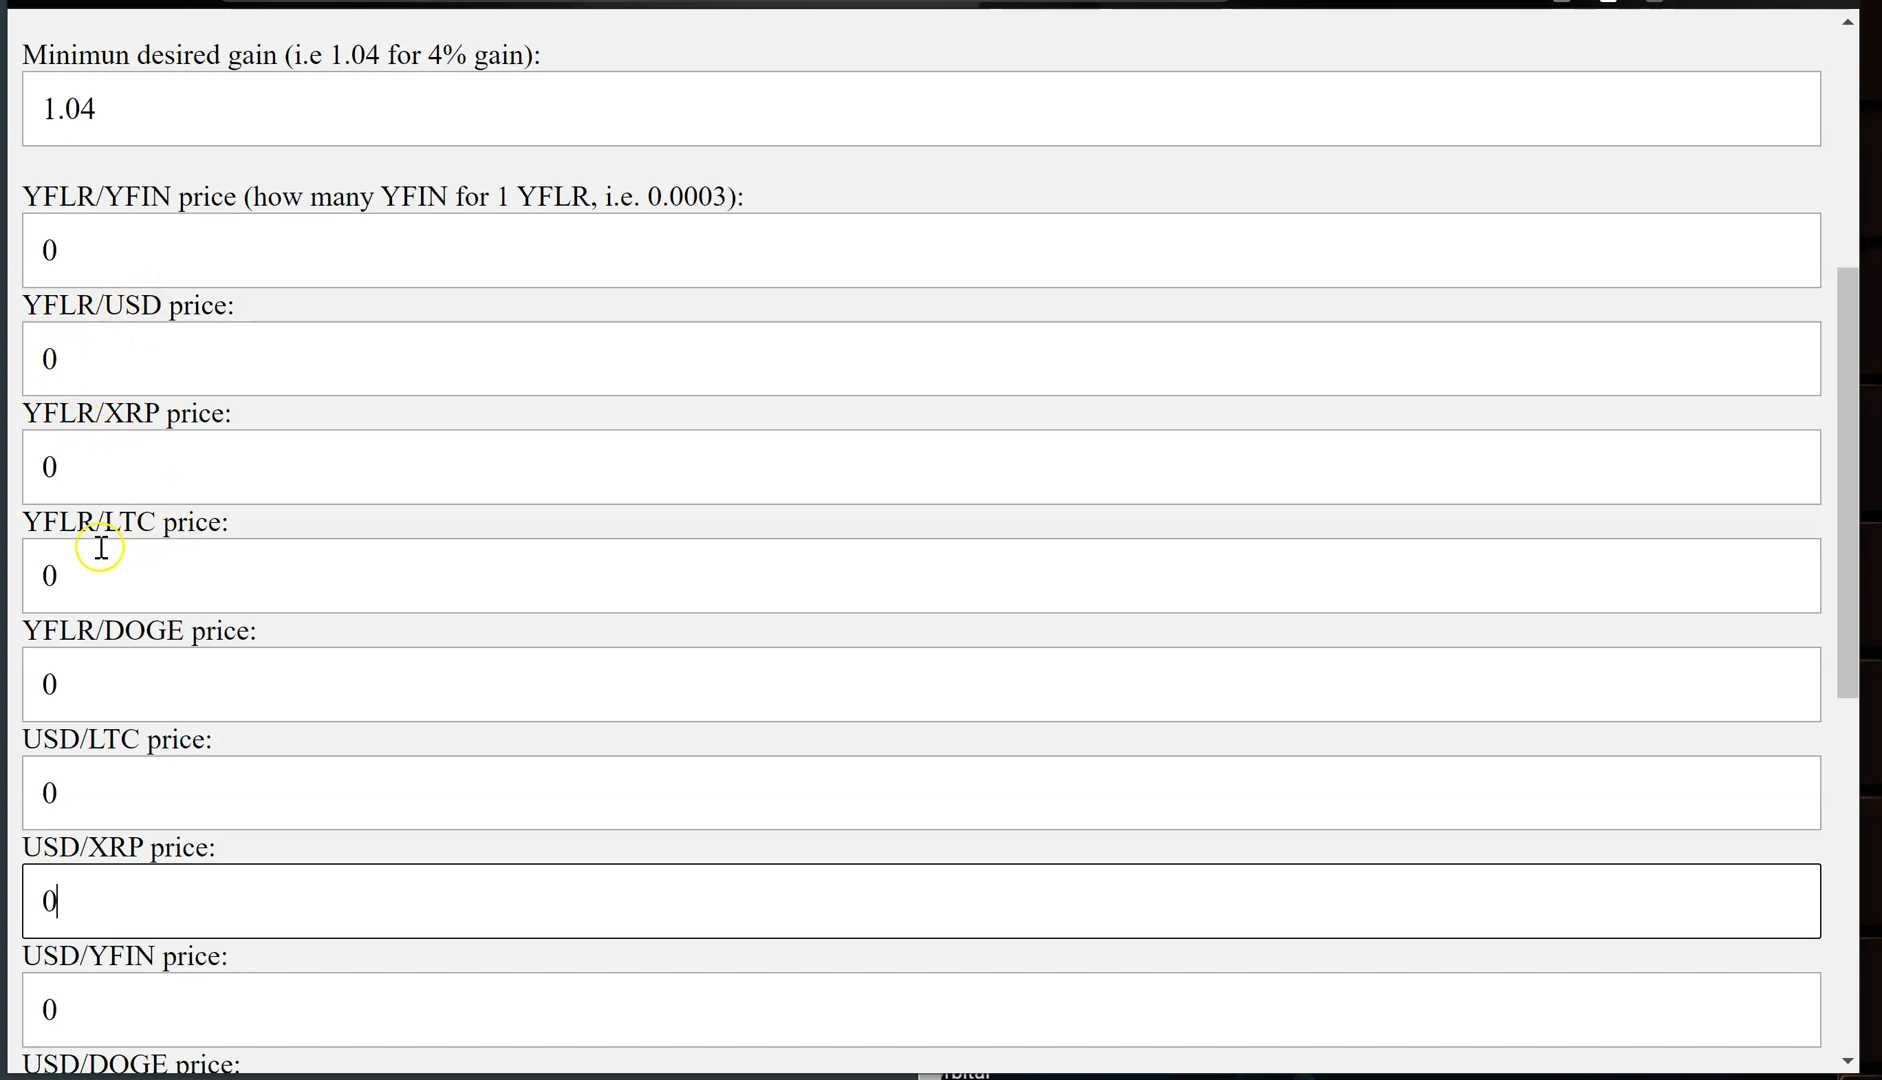 Minimun desired gain (i.e 1.04 for 4% gain):
1.04
YFLR/YFIN price (how many YFIN for 1 YFLR, i.e. 0.0003):
0
YFLR/USD price:
0
YFLR/XRP price:
0
YFLR/LTC price:
0
YFLR/DOGE price:
0
USD/LTC price:
0
USD/XRP price:
0
USD/YFIN price:
0
USD/DOGE price: